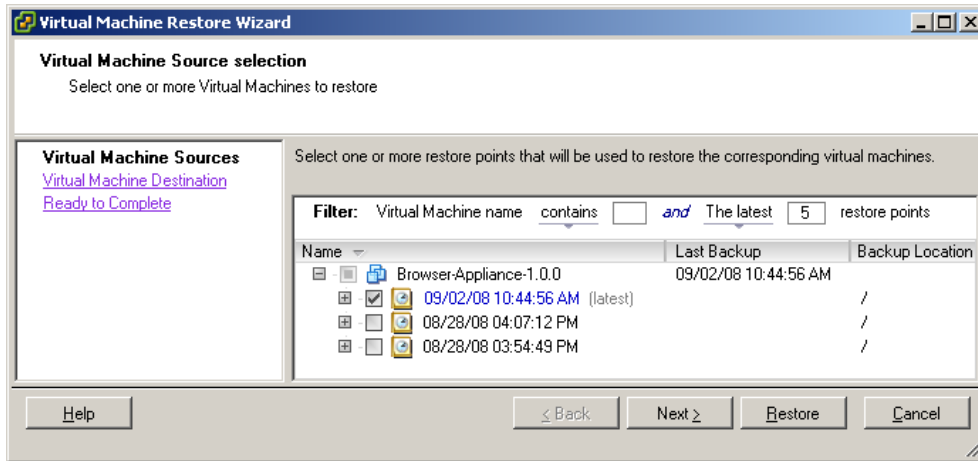 Virtual Machine Restore Wizard
Virtual Machine Source selection
Select one or more Virtual Machines to restore
Virtual Machine Sources
Virtual Machine Destination
Ready to Complete
Select one or more restore points that will be used to restore the corresponding virtual machines.
Filter: Virtual Machine name contains and The latest 5 restore points
Name Last Backup Backup Location
Browser-Appliance-1.0.0 09/02/08 10:44:56 AM
09/02/08 10:44:56 AM (latest) /
08/28/08 04:07:12 PM /
08/28/08 03:54:49 PM /
Help < Back Next > Restore Cancel